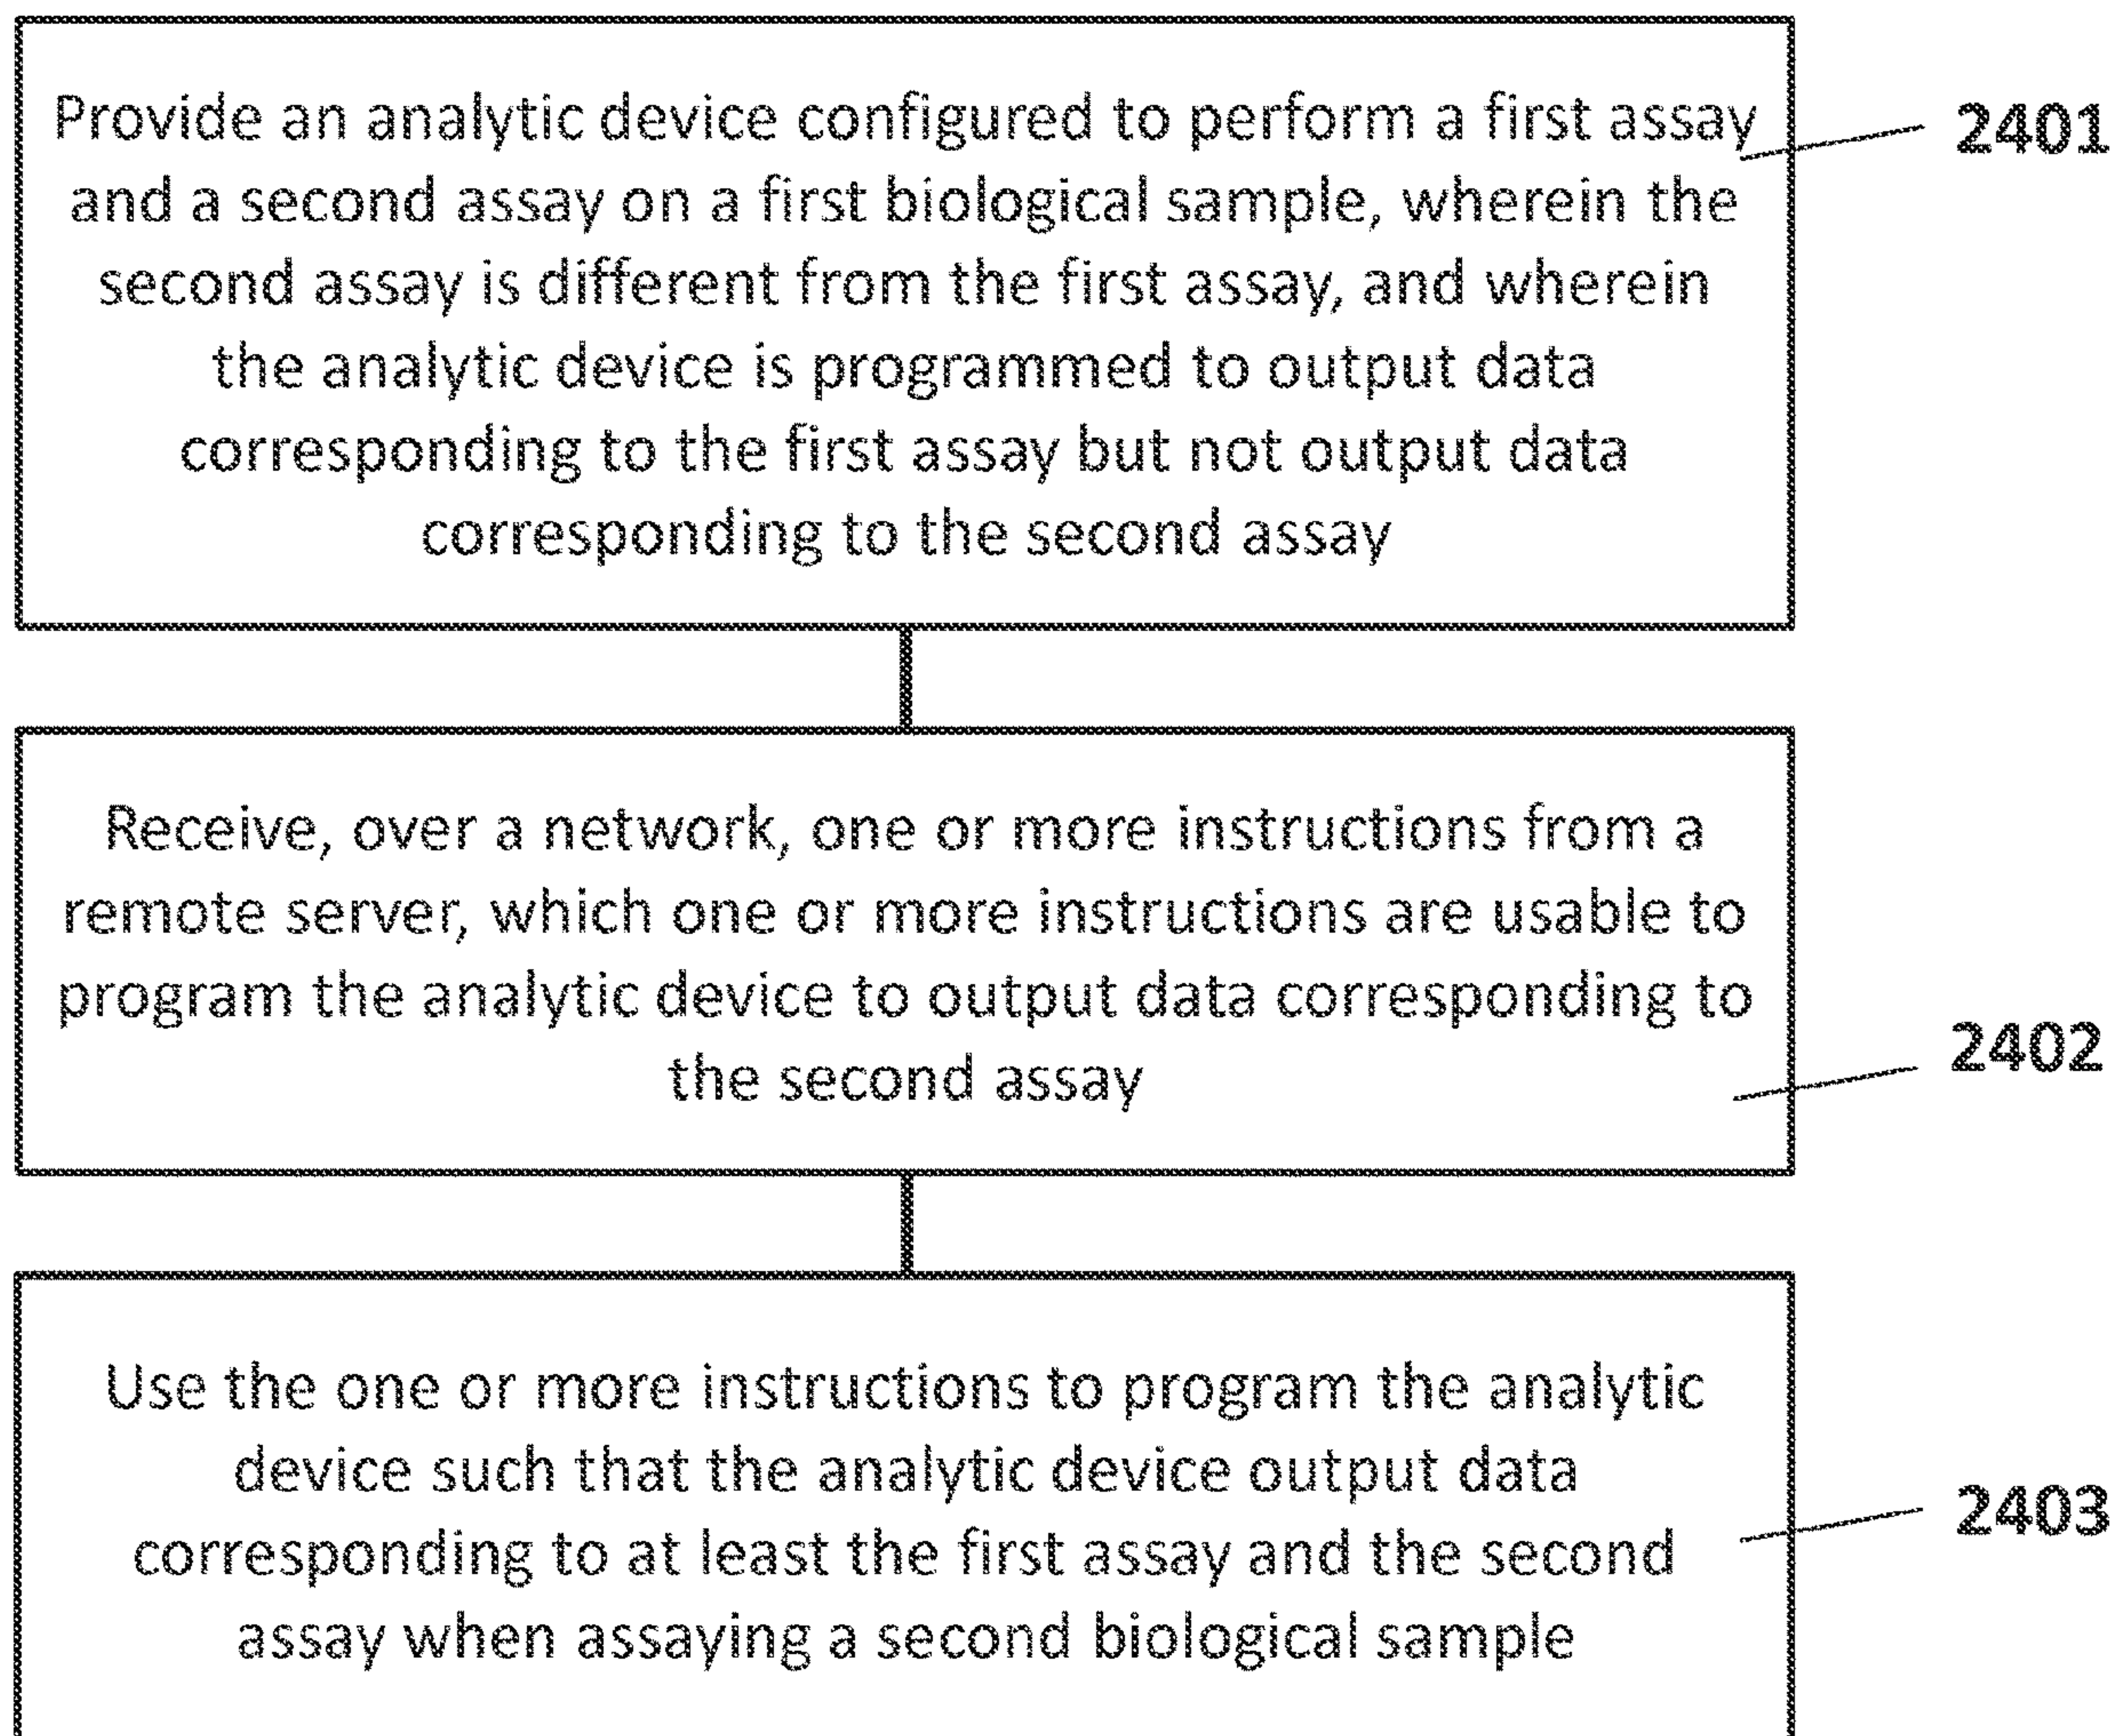 Provide an analytic device configured to perform a first assay
2401
and a second assay on a first biological sample, wherein the
second assay is different from the first assay, and wherein
the analytic device is programmed to output data
corresponding to the first assay but not output data
corresponding to the second assay
Receive, over a network, one or more instructions from a
remote server, which one or more instructions are usable to
program the analytic device to output data corresponding to
2402
the second assay
Use the one or more instructions to program the analytic
device such that the analytic device output data
2403
corresponding to at least the first assay and the second
assay when assaying a second biological sample